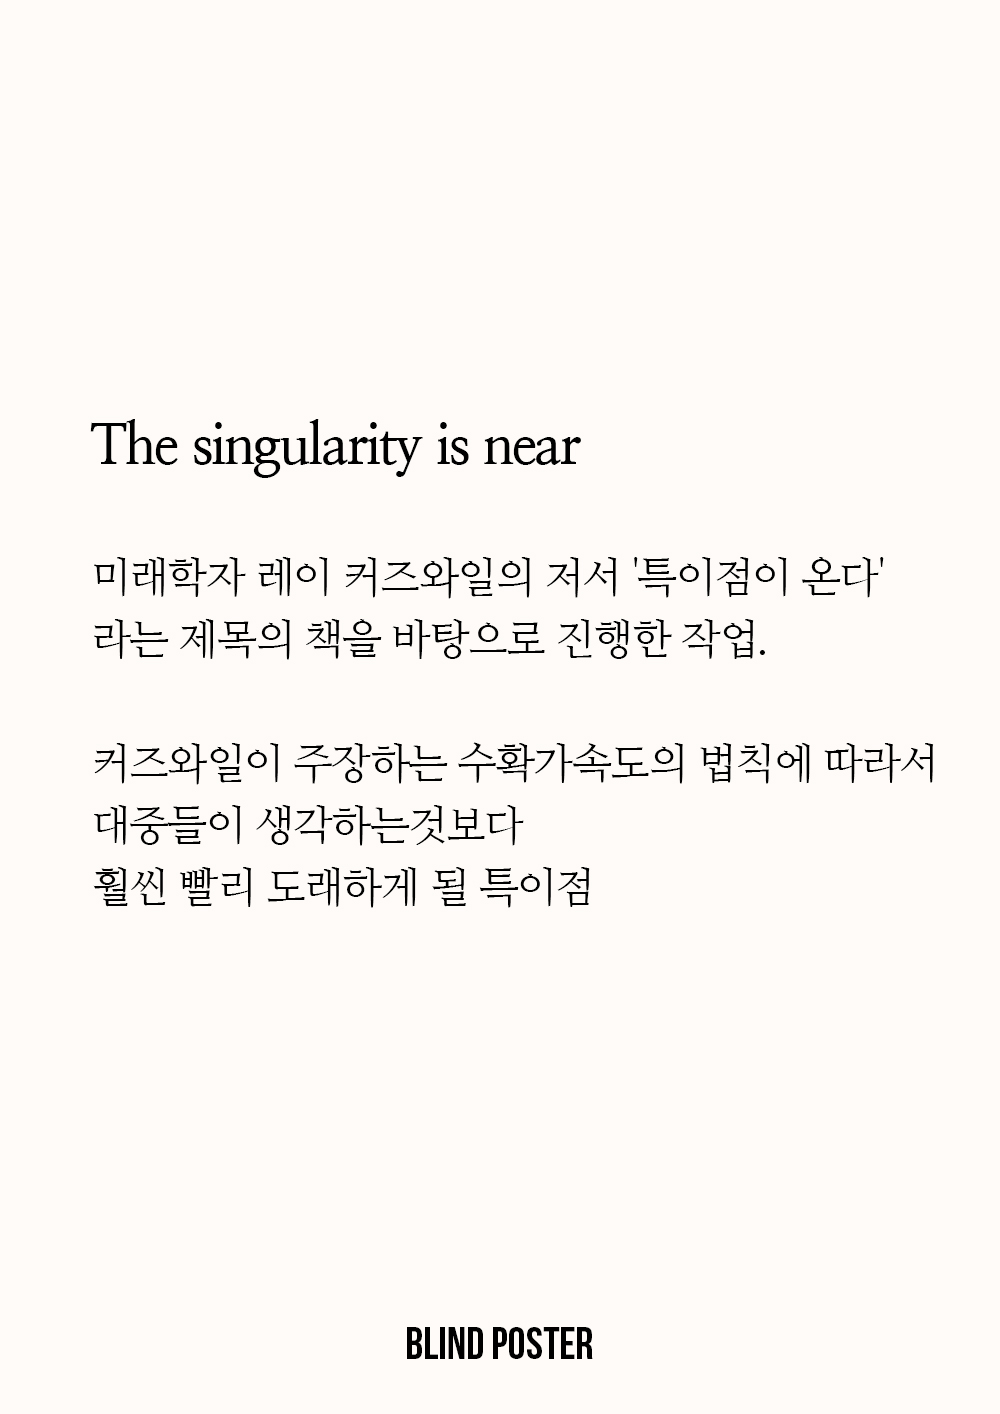 The singularity is near
미래학자 레이 커즈와일의 저서 '특이점이 온다'
라는 제목의 책을 바탕으로 진행한 작업.
커즈와일이 주장하는 수확가속도의 법칙에 따라서
대중들이 생각하는것보다
훨씬 빨리 도래하게 될 특이점
BLIND POSTER